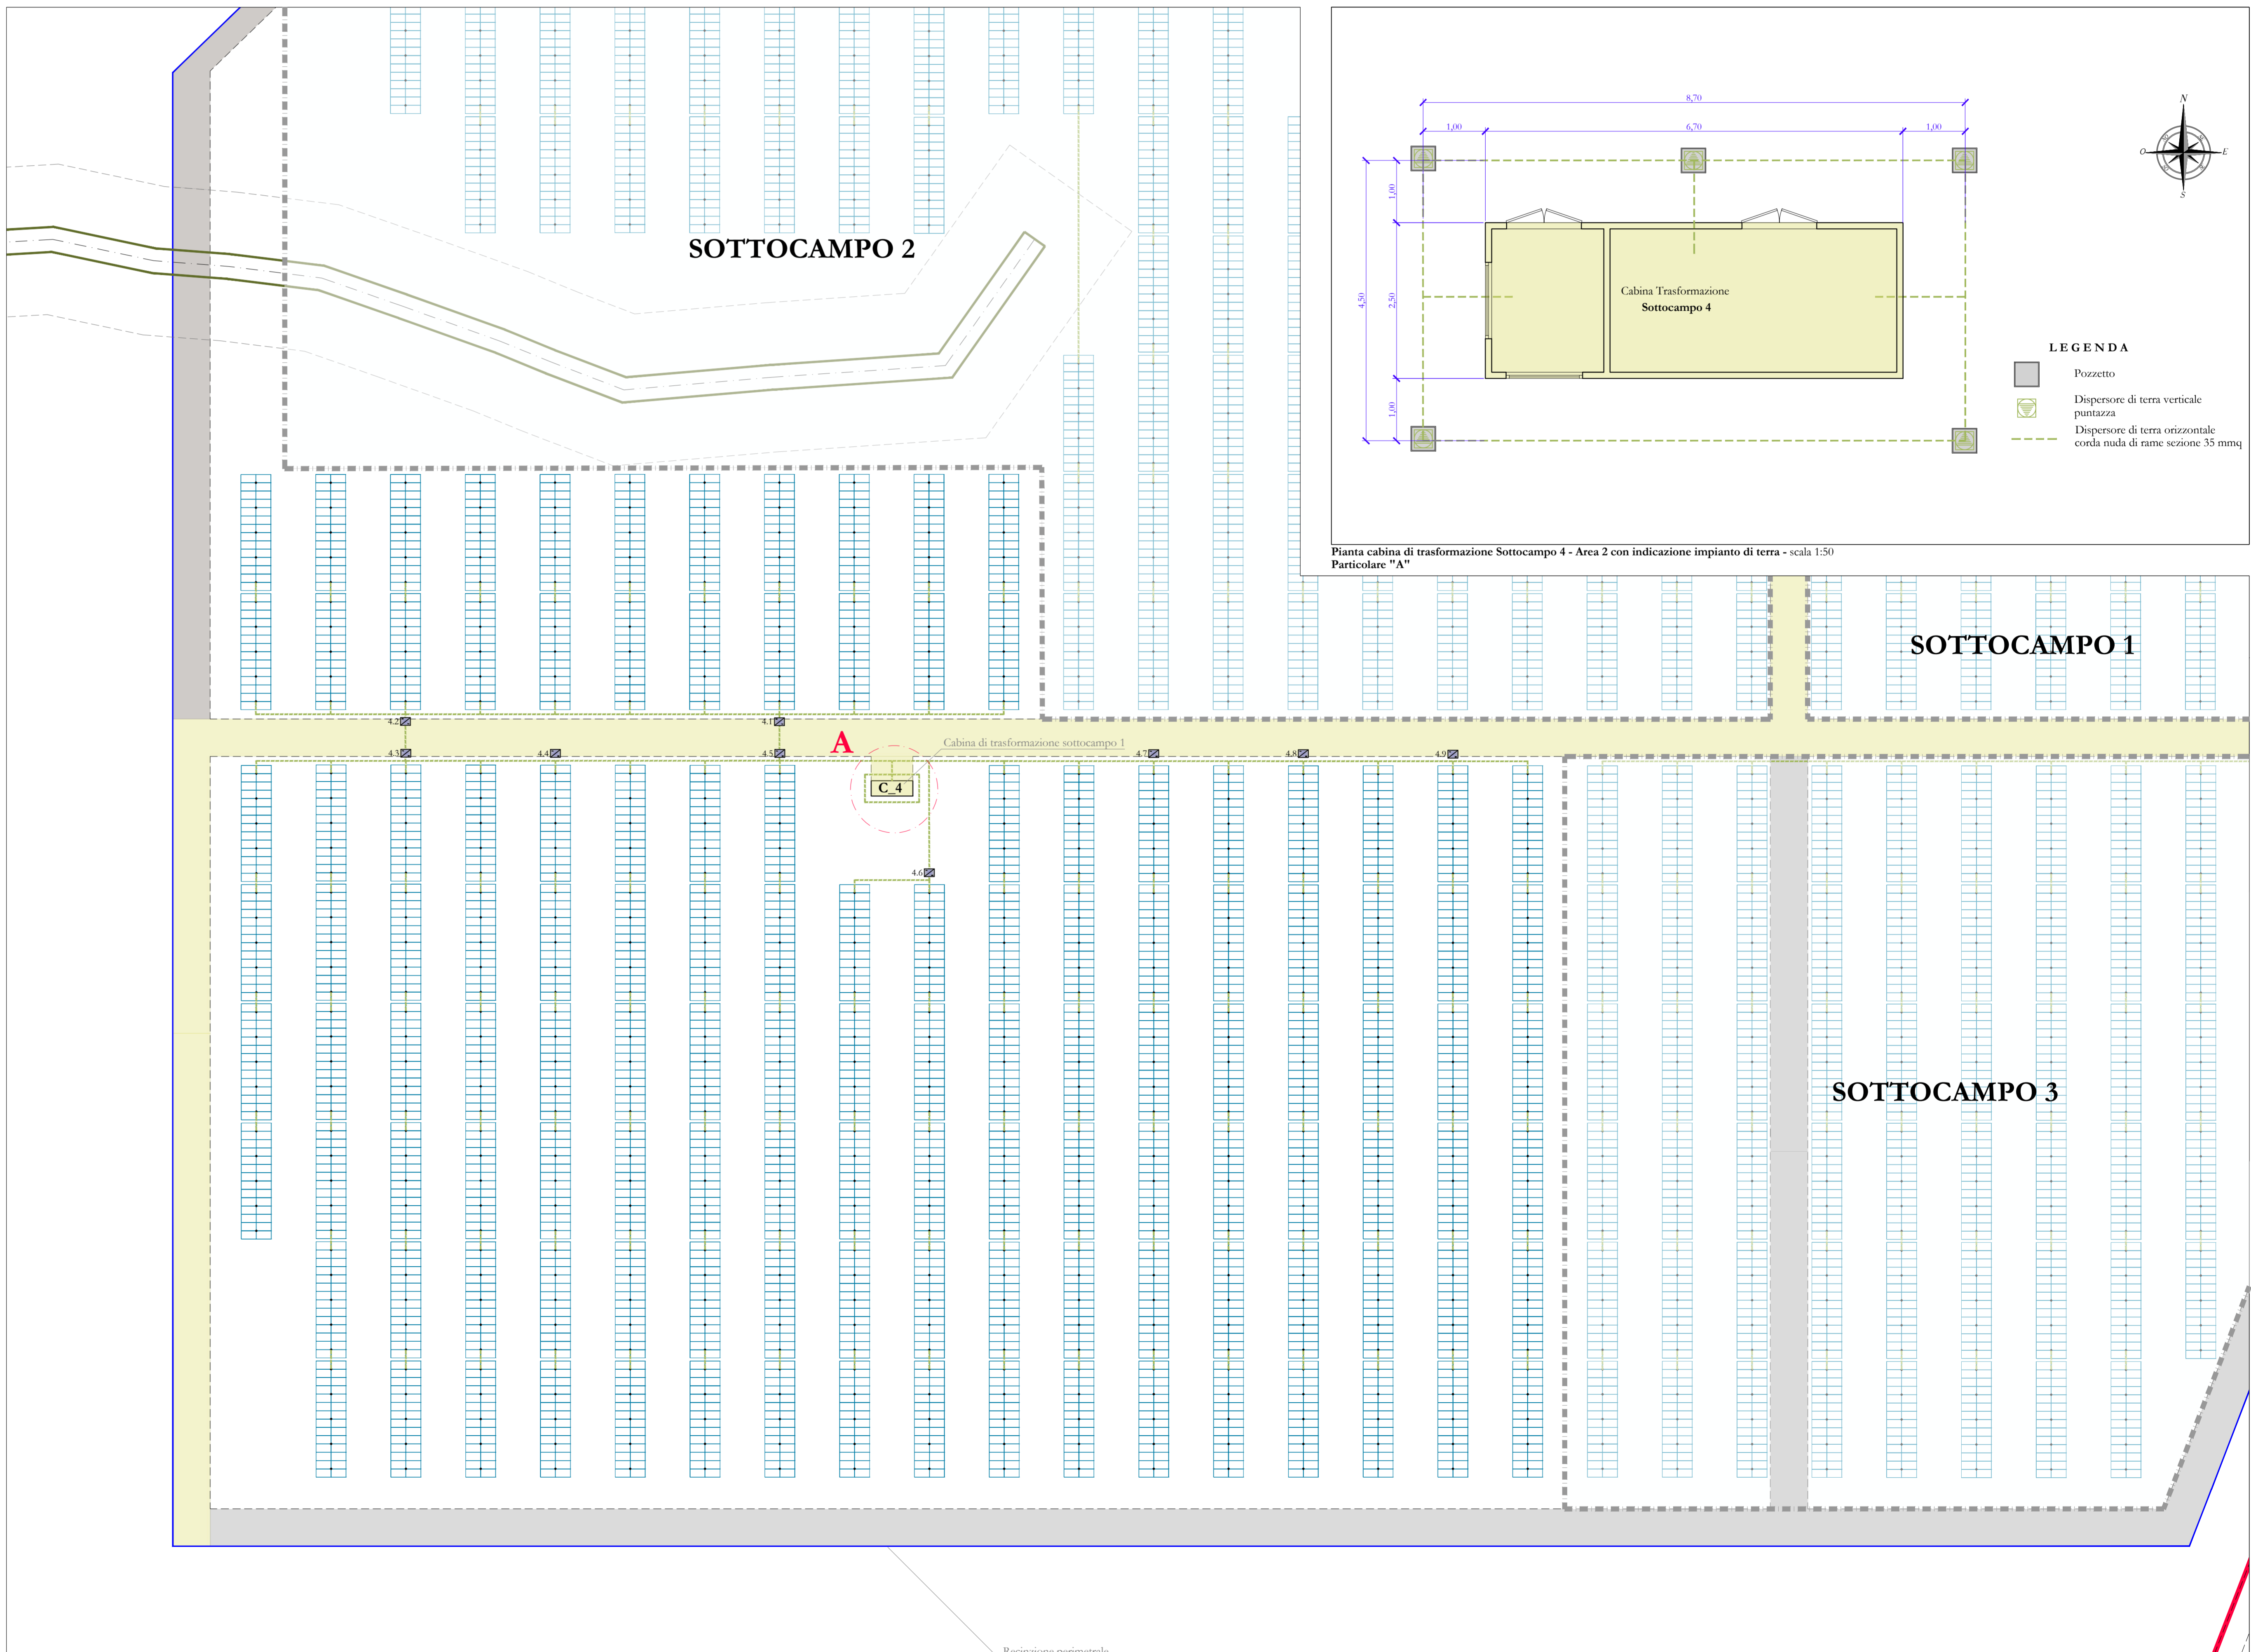 8,70
1,00
6,70
1,00
N
O
E
S
1,00
4,50
2,50
1,00
Cabina Trasformazione
Sottocampo 4
LEGENDA
Pozzetto
Dispersore di terra verticale
puntazza
Dispersore di terra orizzontale
corda nuda di rame sezione 35 mmq
Pianta cabina di trasformazione Sottocampo 4 - Area 2 con indicazione impianto di terra - scala 1:50
Particolare "A"
SOTTOCAMPO 2
SOTTOCAMPO 1
4.2
4.1
A
Cabina di trasformazione sottocampo 1
4.3
4.4
4.5
4.7
4.8
4.9
C_4
4.6
SOTTOCAMPO 3
Recinzione perimetrale